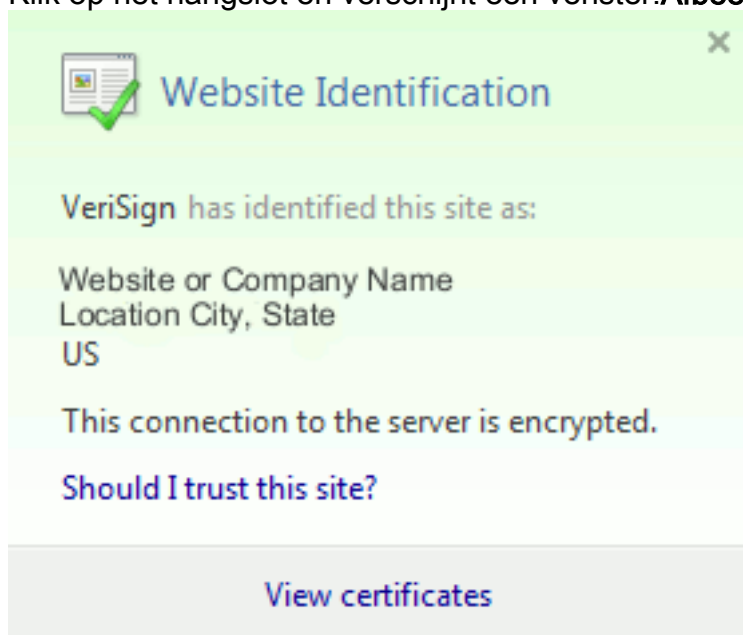 Website Identification
VeriSign has identified this site as:
Website or Company Name
Location City, State
US
This connection to the server is encrypted.
Should I trust this site?
View certificates